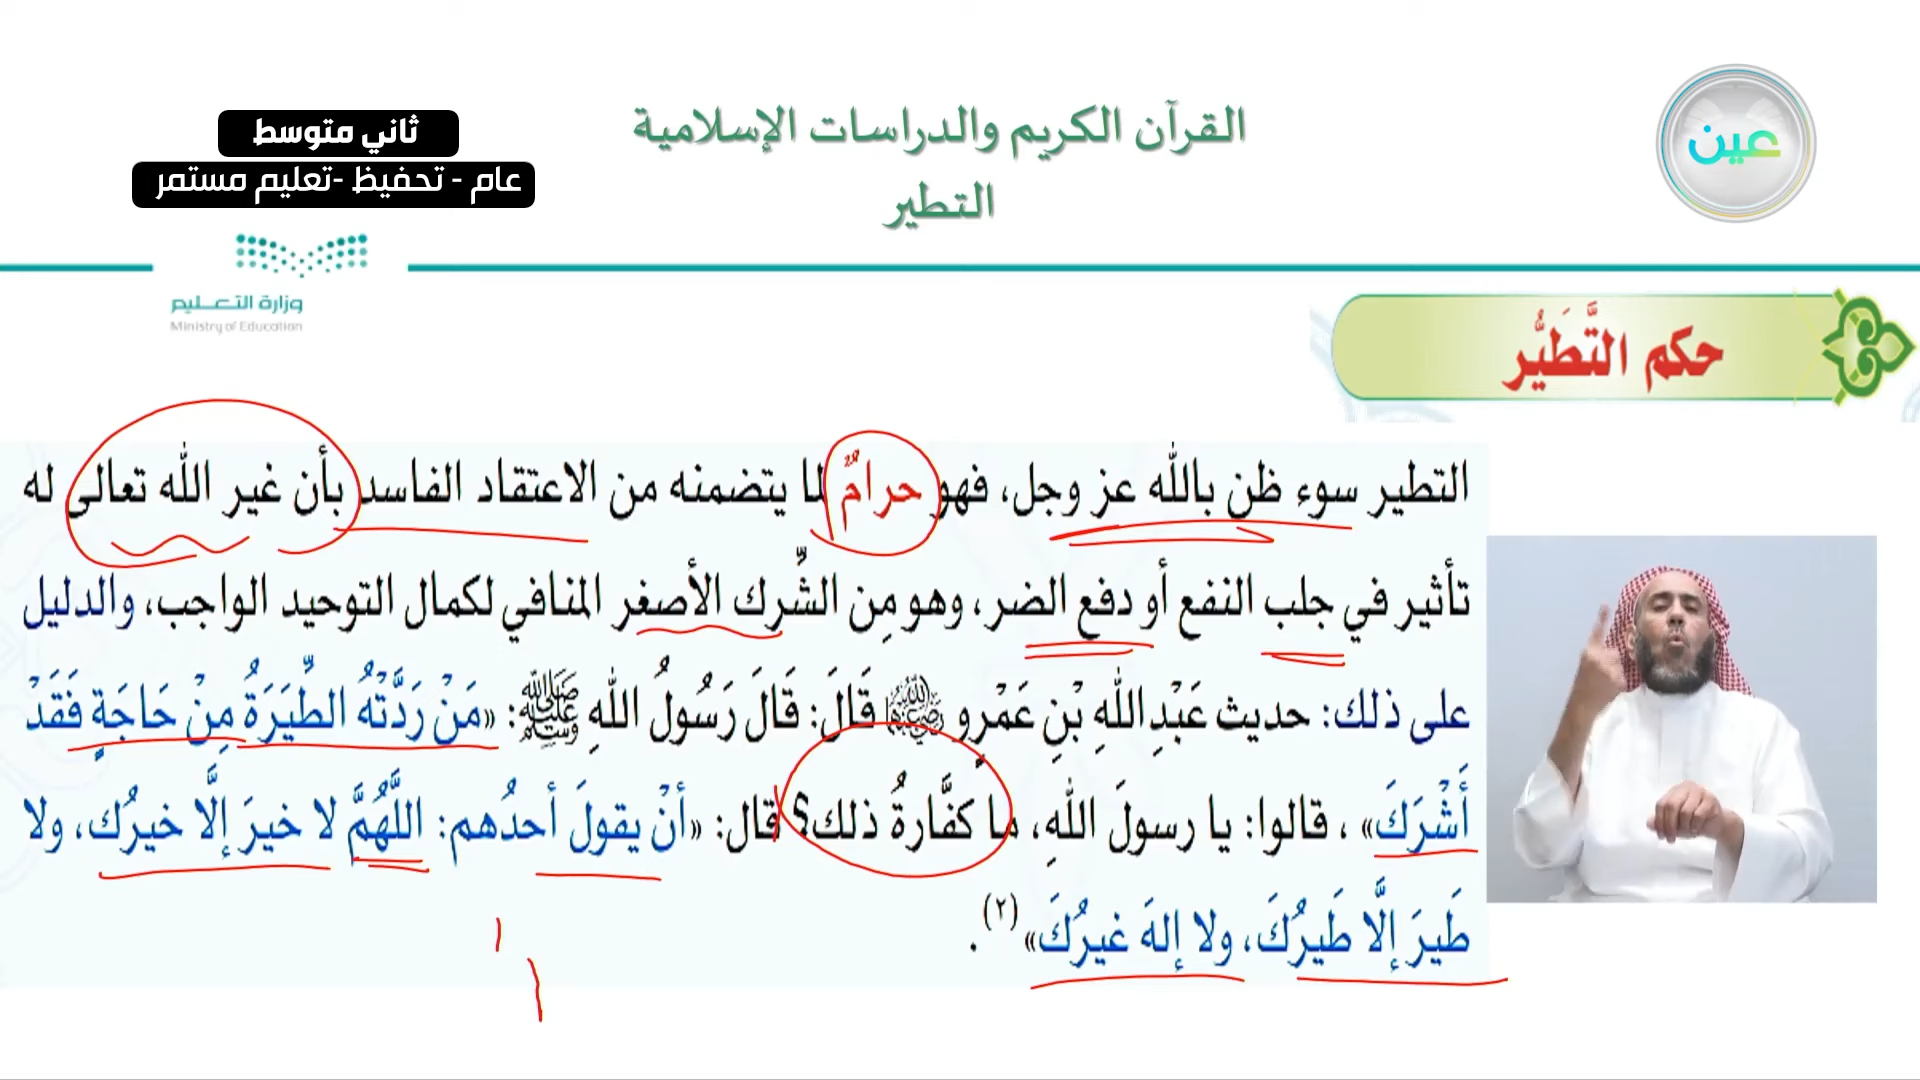 القرآن الكريم والدراسات الإسلامية
التطير
عين
ثاني متوسط
عام - تحفيظ -تعليم مستمر
وزارة التعـــليم
Ministry of Education
حكم التَّطَيُّر
التطير سوء ظن بالله عز وجل، فهو حرامٌ لما يتضمنه من الاعتقاد الفاسد بأن غير الله تعالى له
تأثير في جلب النفع أو دفع الضر، وهو مِن الشِّرك الأصغر المنافي لكمال التوحيد الواجب، والدليل
على ذلك: حديث عَبْدِ اللهِ بْنِ عَمْرٍو رضي الله عنه قَالَ: قَالَ رَسُولُ اللهِ ﷺ: «مَنْ رَدَّتْهُ الطِّيَرَةُ مِنْ حَاجَةٍ فَقَدْ
أَشْرَكَ» ، قالوا: يا رسولَ اللهِ، ما كفَّارةُ ذلك؟ قال: «أنْ يقولَ أحدُهم: اللَّهُمَّ لا خيرَ إلَّا خيرُك، ولا
طَيرَ إلَّا طَيرُكَ، ولا إلهَ غيرُكَ» (٢) .